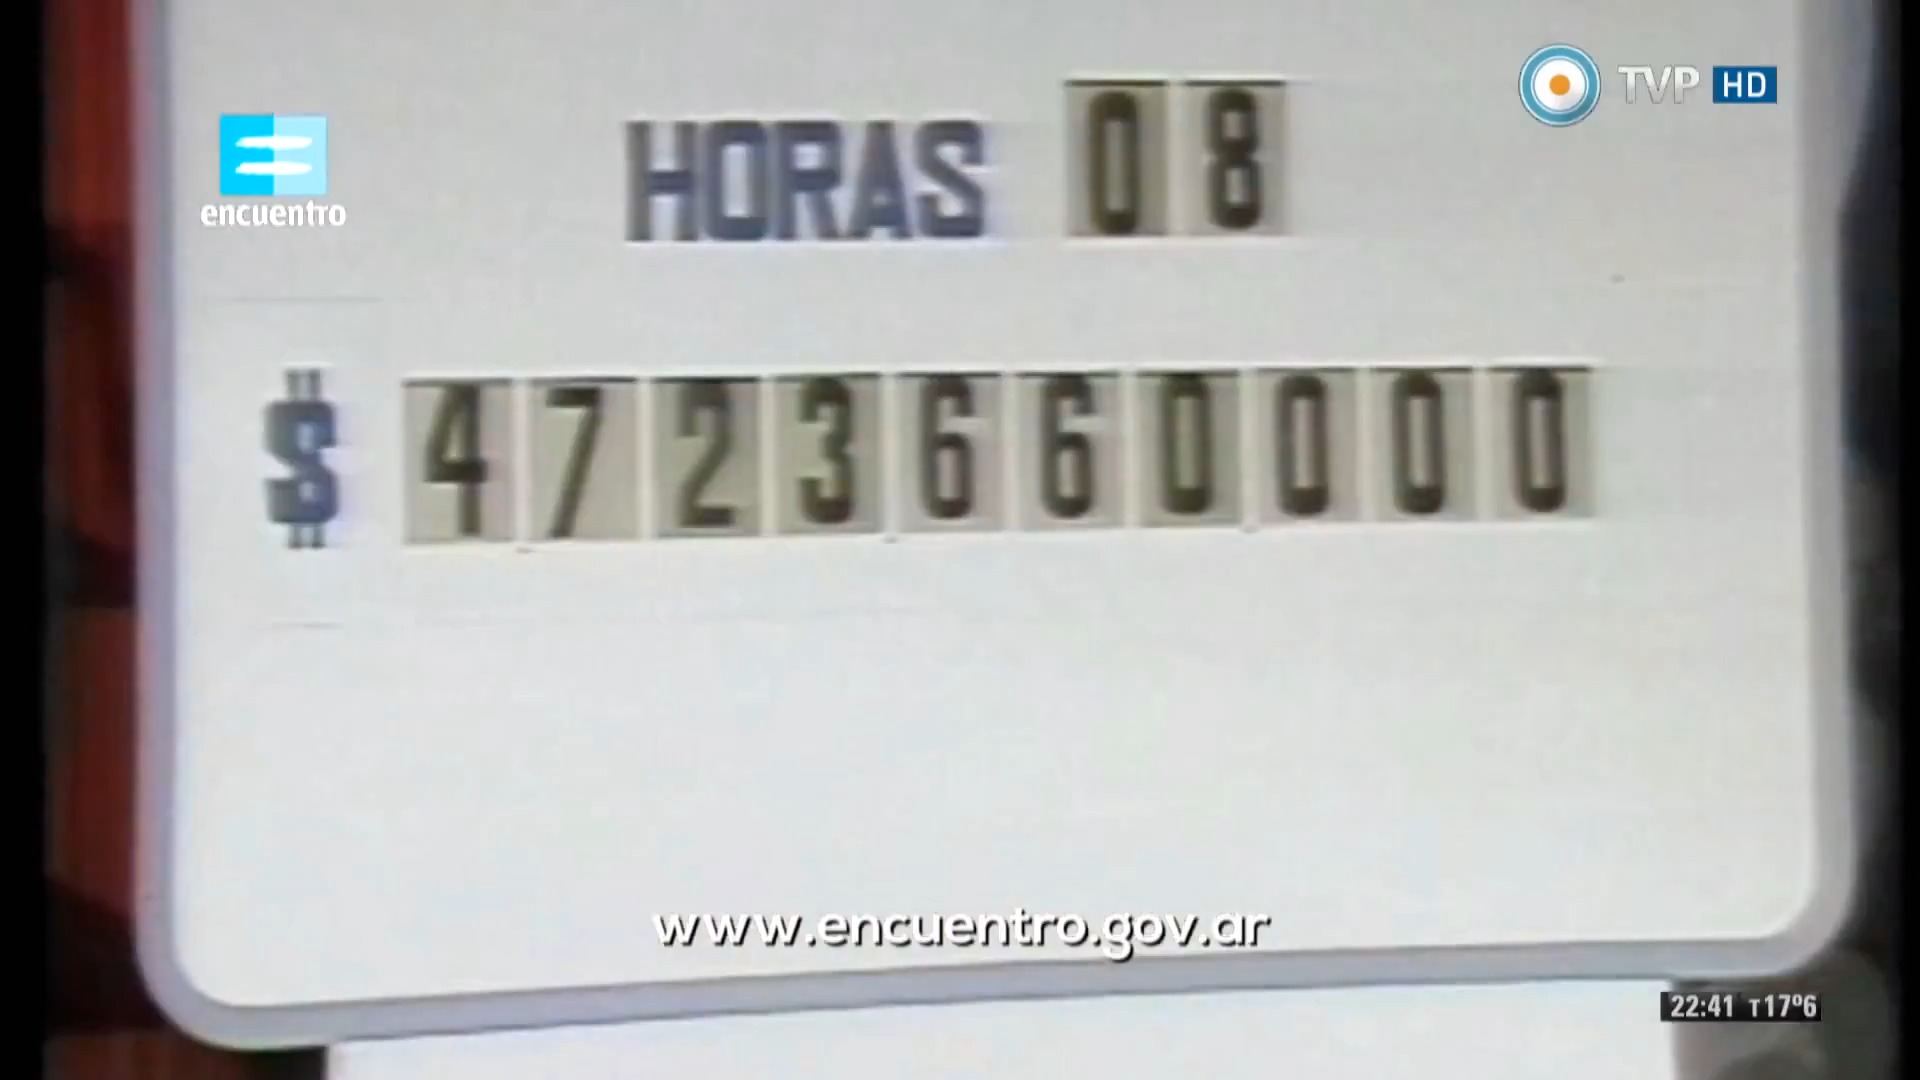 TVP HD
encuentro
HORAS 08
$ 4723660000
www.encuentro.gov.ar
22:41 T17º6